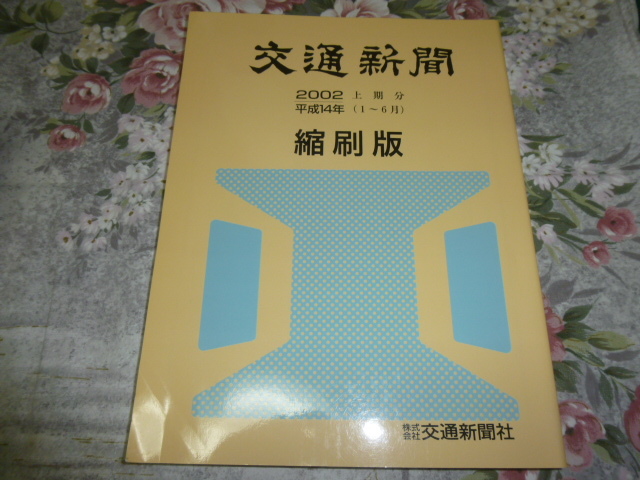 交通新聞
2002 上期分
平成14年（1～6月）
縮刷版
株式会社 交通新聞社